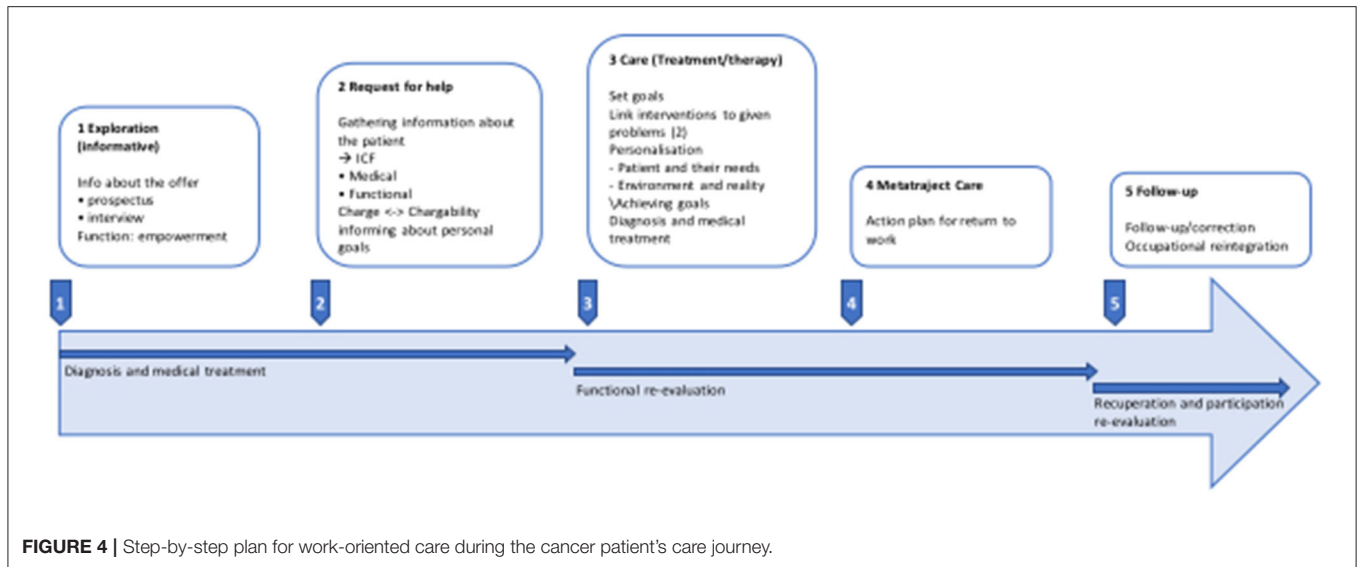 1 Exploration
(informative)
Info about the offer
• prospectus
• interview
Function: empowerment
2 Request for help
Gathering information about
the patient
→ ICF
• Medical
• Functional
Charge <-> Chargability
informing about personal
goals
3 Care (Treatment/therapy)
Set goals
Link interventions to given
problems (2)
Personalisation
- Patient and their needs
- Environment and reality
\Achieving goals
Diagnosis and medical
treatment
4 Metatraject Care
Action plan for return to
work
5 Follow-up
Follow-up/correction
Occupational reintegration
1
2
3
4
5
Diagnosis and medical treatment
Functional re-evaluation
Recuperation and participation
re-evaluation
FIGURE 4 | Step-by-step plan for work-oriented care during the cancer patient's care journey.